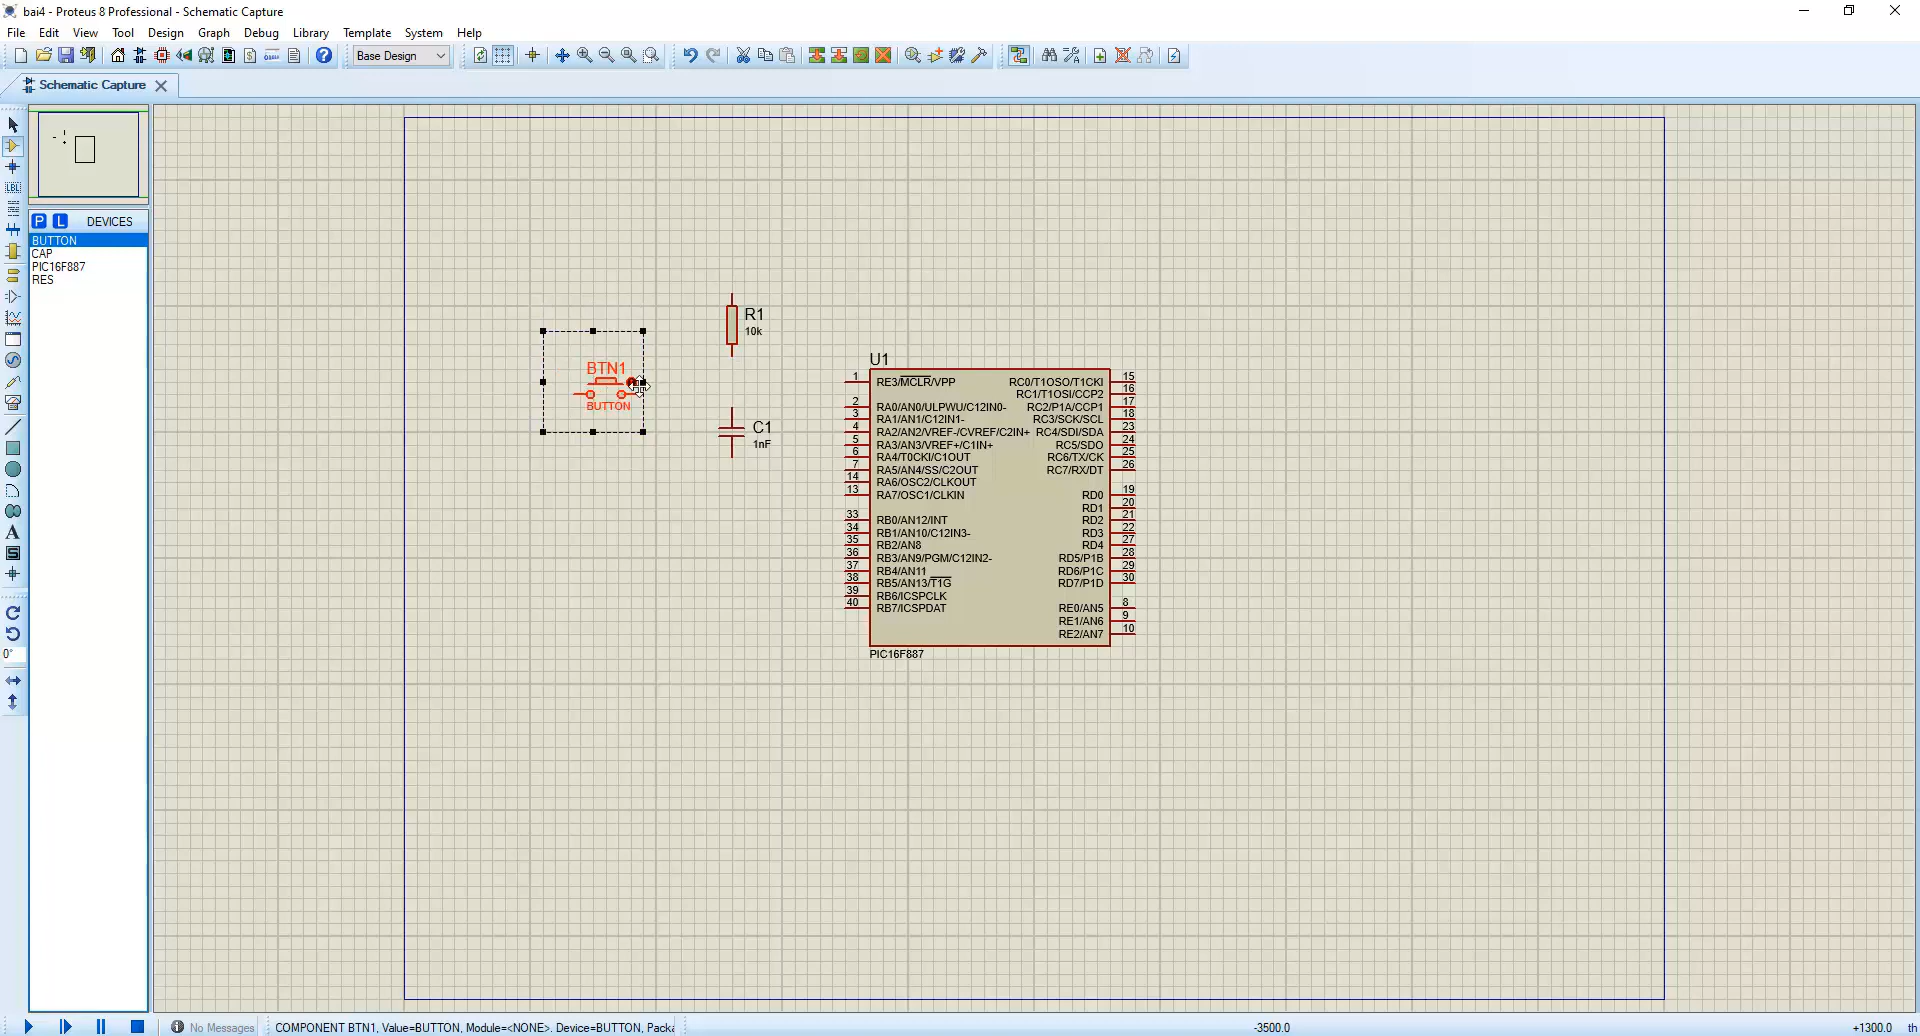 bai4 - Proteus 8 Professional - Schematic Capture
File Edit View Tool Design Graph Debug Library Template System Help
Base Design
Schematic Capture
P L DEVICES
BUTTON
CAP
PIC16F887
RES
LBL
A
S
0°
BTN1
BUTTON
R1
10k
C1
1nF
U1
1 RE3/MCLR/VPP RC0/T1OSO/T1CKI 15
RC1/T1OSI/CCP2 16
2 RA0/AN0/ULPWU/C12IN0- RC2/P1A/CCP1 17
3 RA1/AN1/C12IN1- RC3/SCK/SCL 18
4 RA2/AN2/VREF-/CVREF/C2IN+ RC4/SDI/SDA 23
5 RA3/AN3/VREF+/C1IN+ RC5/SDO 24
6 RA4/T0CKI/C1OUT RC6/TX/CK 25
7 RA5/AN4/SS/C2OUT RC7/RX/DT 26
14 RA6/OSC2/CLKOUT
13 RA7/OSC1/CLKIN RD0 19
RD1 20
33 RB0/AN12/INT RD2 21
34 RB1/AN10/C12IN3- RD3 22
35 RB2/AN8 RD4 27
36 RB3/AN9/PGM/C12IN2- RD5/P1B 28
37 RB4/AN11 RD6/P1C 29
38 RB5/AN13/T1G RD7/P1D 30
39 RB6/ICSPCLK
40 RB7/ICSPDAT RE0/AN5 8
RE1/AN6 9
RE2/AN7 10
PIC16F887
No Messages COMPONENT BTN1, Value=BUTTON, Module=<NONE>. Device=BUTTON, Packa -3500.0 +1300.0 th